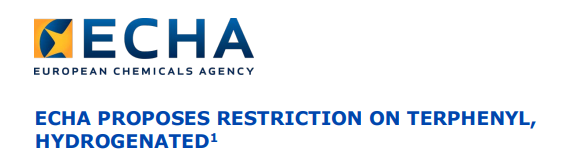 ECHA
EUROPEAN CHEMICALS AGENCY
ECHA PROPOSES RESTRICTION ON TERPHENYL,
HYDROGENATED¹